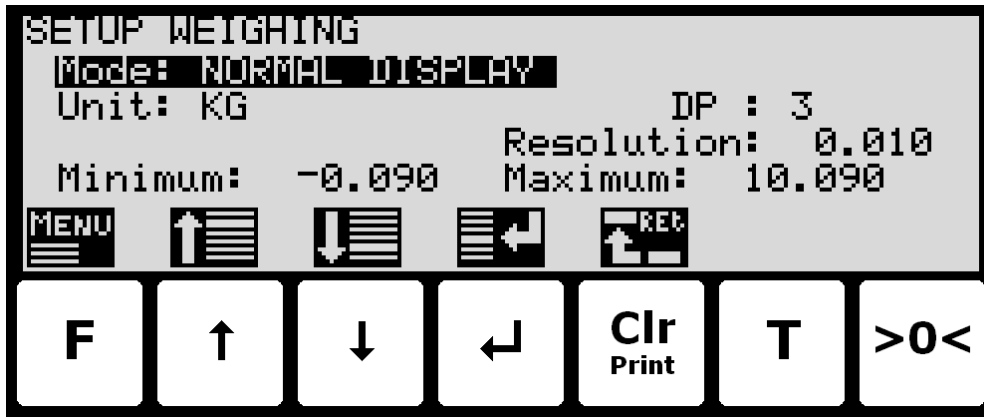 SETUP WEIGHING
Mode: NORMAL DISPLAY
Unit: KG DP : 3
Resolution: 0.010
Minimum: -0.090 Maximum: 10.090
MENU Ret
F ↑ ↓ ↵ Clr T >0<
Print